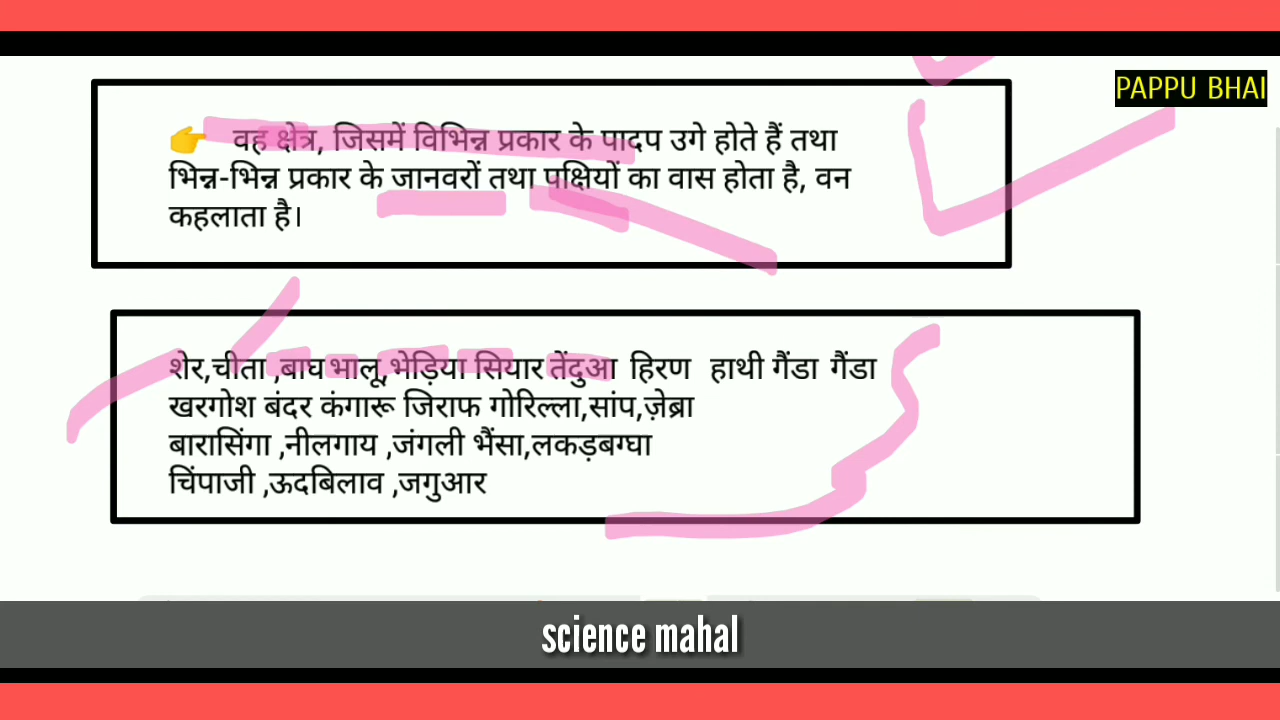 PAPPU BHAI
👉 वह क्षेत्र, जिसमें विभिन्न प्रकार के पादप उगे होते हैं तथा
भिन्न-भिन्न प्रकार के जानवरों तथा पक्षियों का वास होता है, वन
कहलाता है।
शेर,चीता ,बाघ भालू,भेड़िया सियार तेंदुआ हिरण हाथी गैंडा गैंडा
खरगोश बंदर कंगारू जिराफ गोरिल्ला,सांप,ज़ेब्रा
बारासिंगा ,नीलगाय ,जंगली भैंसा,लकड़बग्घा
चिंपाजी ,ऊदबिलाव ,जगुआर
science mahal